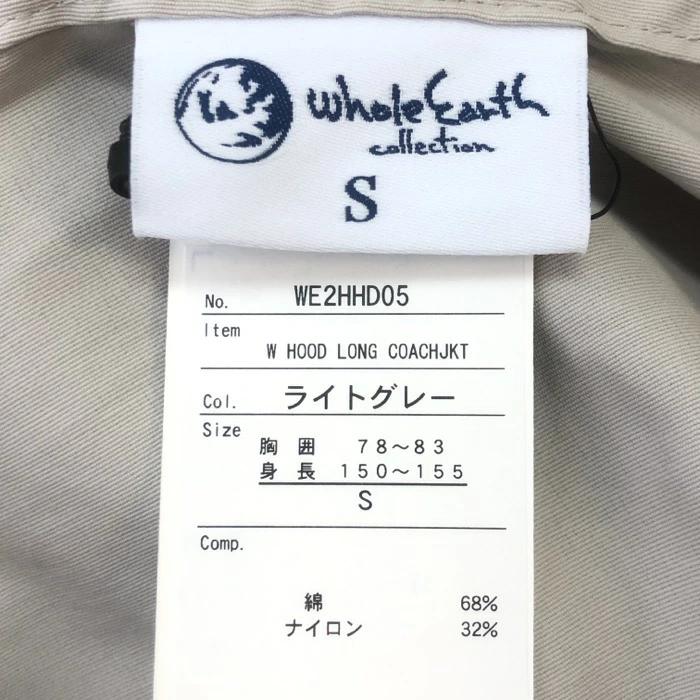 Whole Earth
collection
S
No. WE2HHD05
Item
W HOOD LONG COACHJKT
Col. ライトグレー
Size
胸囲 78～83
身長 150～155
S
Comp.
綿 68%
ナイロン 32%